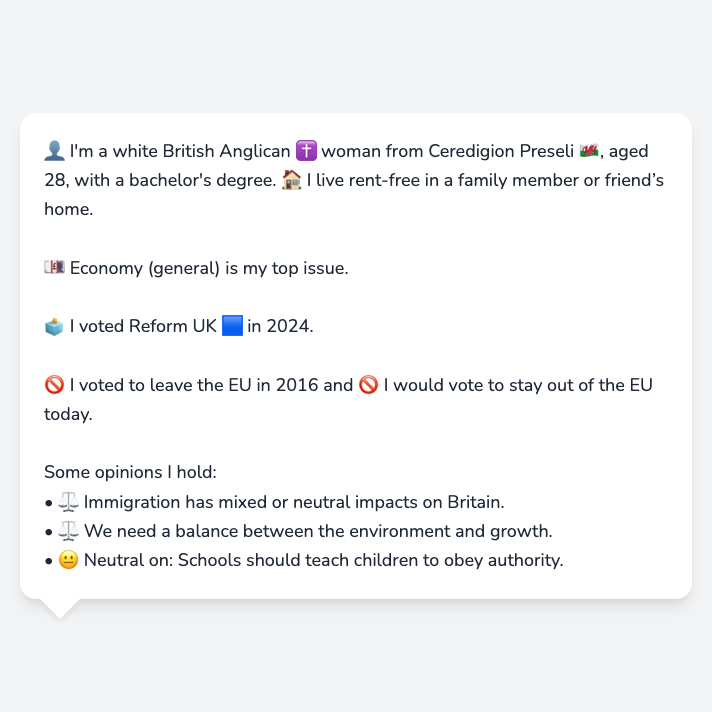 👤 I'm a white British Anglican ✝️ woman from Ceredigion Preseli 🏴󠁧󠁢󠁷󠁬󠁳󠁿, aged
28, with a bachelor's degree. 🏠 I live rent-free in a family member or friend’s
home.
💷 Economy (general) is my top issue.
🗳️ I voted Reform UK 🟦 in 2024.
🚫 I voted to leave the EU in 2016 and 🚫 I would vote to stay out of the EU
today.
Some opinions I hold:
• ⚖️ Immigration has mixed or neutral impacts on Britain.
• ⚖️ We need a balance between the environment and growth.
• 😐 Neutral on: Schools should teach children to obey authority.